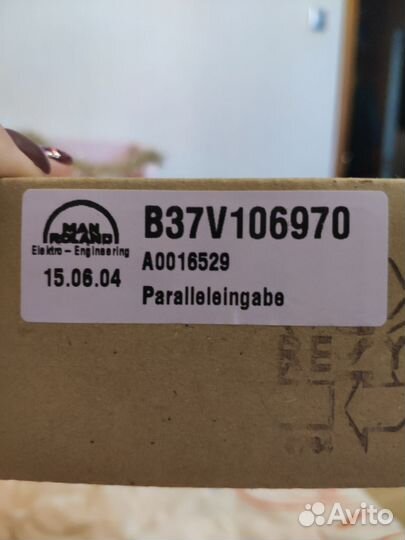 MAN
ROLAND
Elektro - Engineering
15.06.04
B37V106970
A0016529
Paralleleingabe
Avito